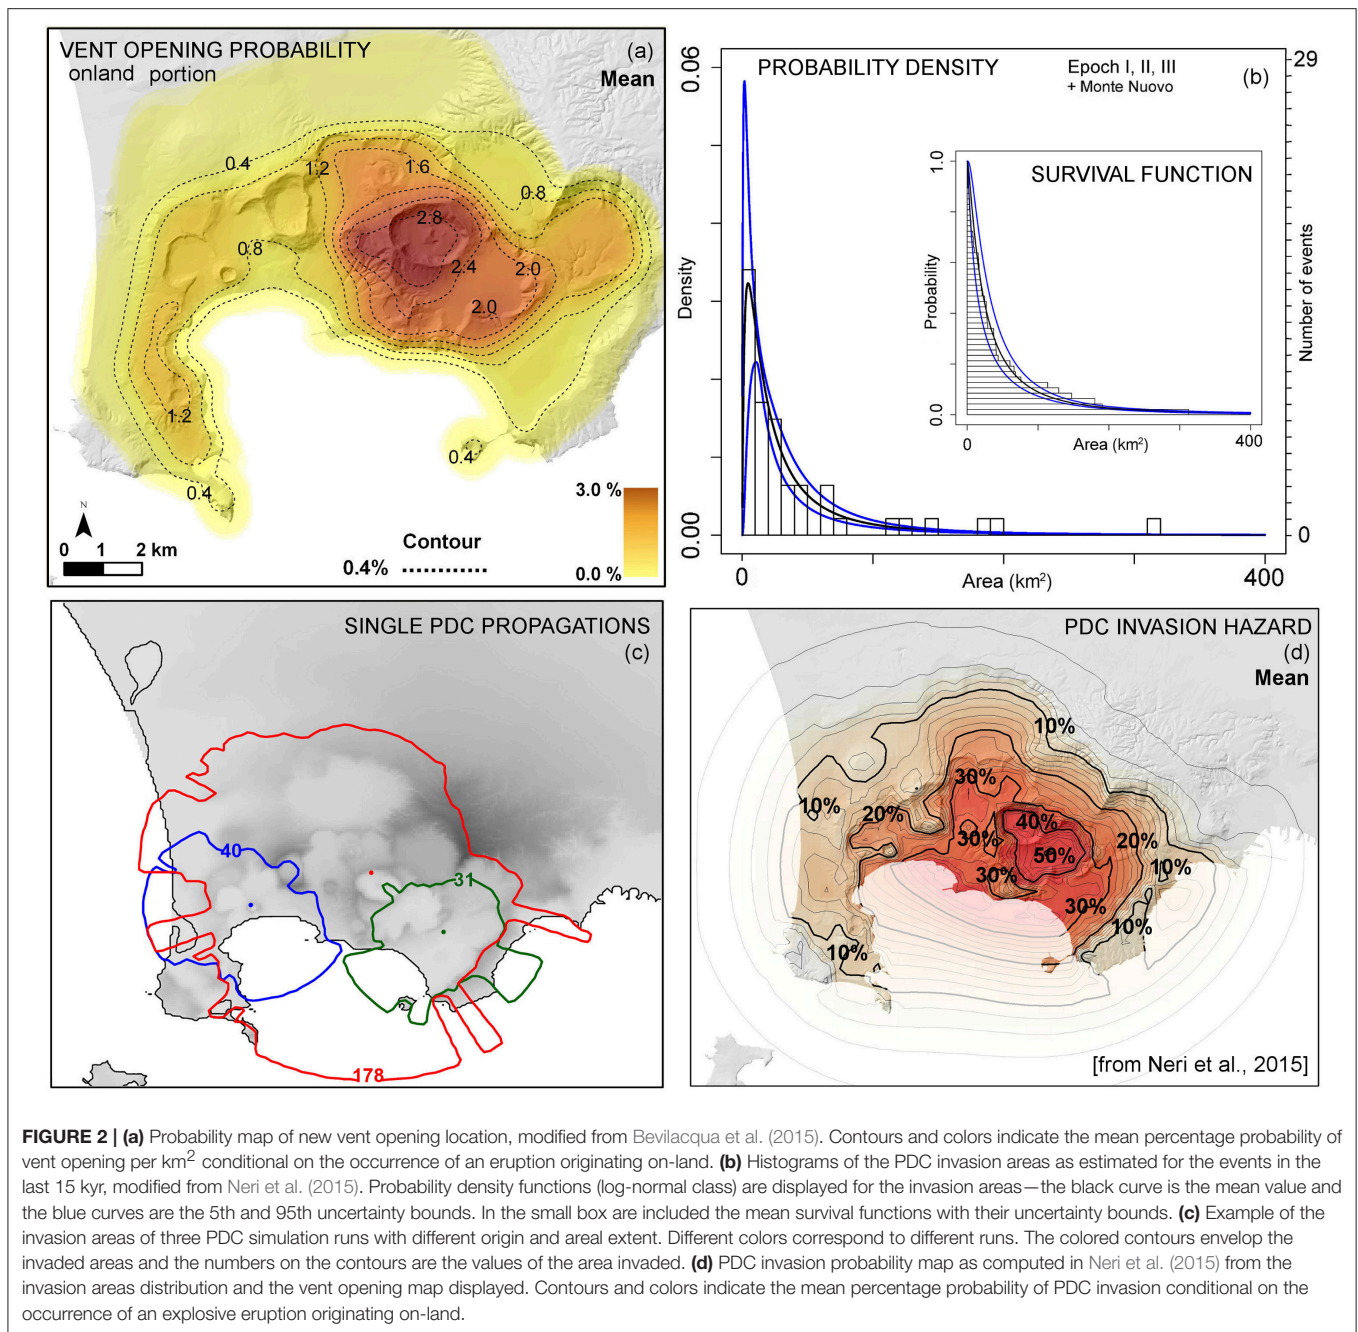 VENT OPENING PROBABILITY
onland portion
(a)
Mean
0.4
1.2
1.6
0.8
2.8
0.8
2.4
2.0
2.0
1.2
0.4
0.4
N
0 1 2 km
Contour
0.4%
3.0 %
0.0 %
PROBABILITY DENSITY
Epoch I, II, III
+ Monte Nuovo
(b)
0.06
Density
0.00
0
Area (km²)
400
29
Number of events
0
SURVIVAL FUNCTION
1.0
Probability
0.0
0
Area (km²)
400
SINGLE PDC PROPAGATIONS
(c)
40
31
178
PDC INVASION HAZARD
(d)
Mean
10%
30%
10%
20%
40%
30%
20%
50%
10%
30%
30%
10%
10%
[from Neri et al., 2015]
FIGURE 2 | (a) Probability map of new vent opening location, modified from Bevilacqua et al. (2015). Contours and colors indicate the mean percentage probability of
vent opening per km² conditional on the occurrence of an eruption originating on-land. (b) Histograms of the PDC invasion areas as estimated for the events in the
last 15 kyr, modified from Neri et al. (2015). Probability density functions (log-normal class) are displayed for the invasion areas—the black curve is the mean value and
the blue curves are the 5th and 95th uncertainty bounds. In the small box are included the mean survival functions with their uncertainty bounds. (c) Example of the
invasion areas of three PDC simulation runs with different origin and areal extent. Different colors correspond to different runs. The colored contours envelop the
invaded areas and the numbers on the contours are the values of the area invaded. (d) PDC invasion probability map as computed in Neri et al. (2015) from the
invasion areas distribution and the vent opening map displayed. Contours and colors indicate the mean percentage probability of PDC invasion conditional on the
occurrence of an explosive eruption originating on-land.